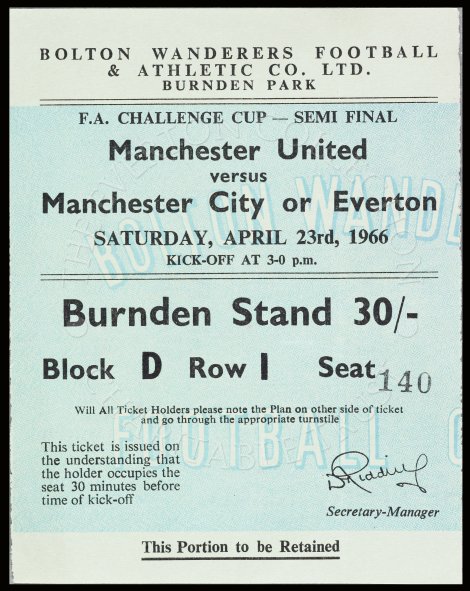 BOLTON WANDERERS FOOTBALL
& ATHLETIC CO. LTD.
BURNDEN PARK
F.A. CHALLENGE CUP — SEMI FINAL
Manchester United
versus
Manchester City or Everton
SATURDAY, APRIL 23rd, 1966
KICK-OFF AT 3-0 p.m.
Burnden Stand 30/-
Block D Row 1 Seat 140
Will All Ticket Holders please note the Plan on other side of ticket
and go through the appropriate turnstile
This ticket is issued on
the understanding that
the holder occupies the
seat 30 minutes before
time of kick-off
Secretary-Manager
This Portion to be Retained
BOLTON WANDE
FOOTBALL